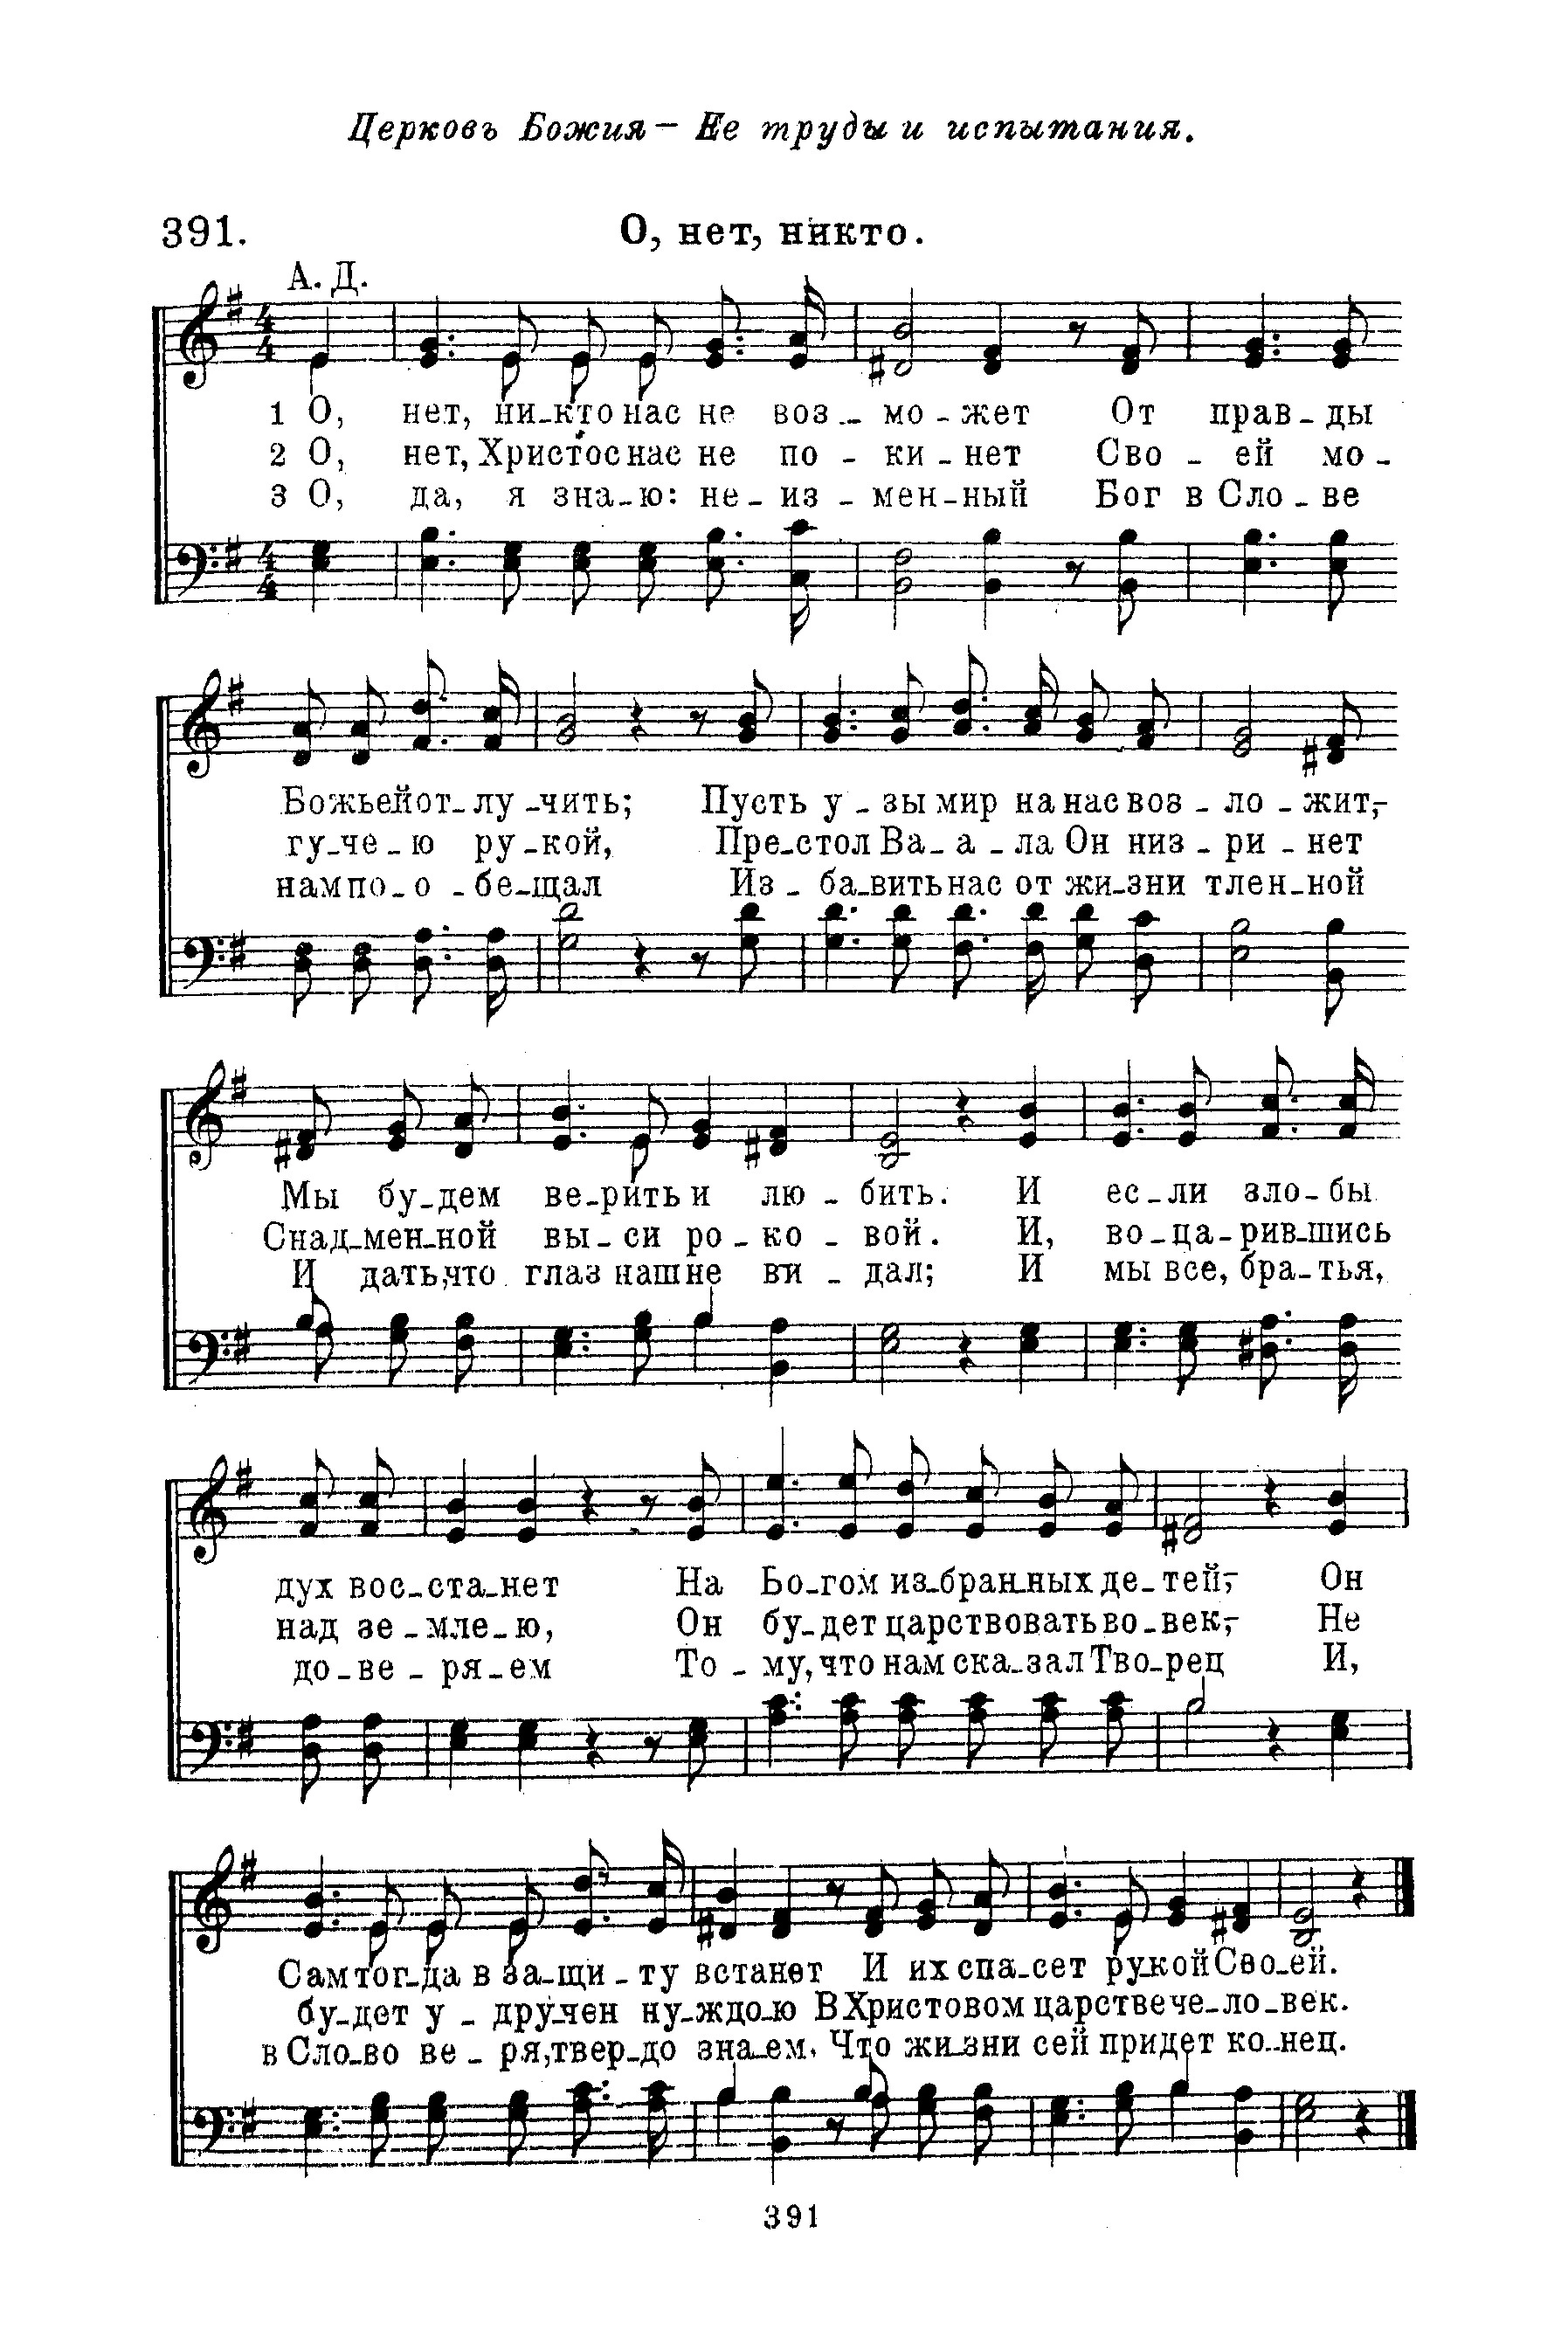 Церковъ Божия — Ее труды и испытания.
391. О, нет, никто.
А. Д.
1 О, нет, ни-кто нас не воз - мо - жет От прав - ды
2 О, нет, Христос нас не по - ки - нет Сво - ей мо -
3 О, да, я зна-ю: не-из - мен-ный Бог в Сло - ве
Божьей от-лу-чить; Пусть у - зы мир на нас воз - ло - жит,-
гу-че-ю ру-кой, Пре-стол Ва - а - ла Он низ - ри - нет
нам по-о - бе-щал Из - ба-вить нас от жи-зни тлен-ной
Мы бу-дем ве-рить и лю - бить. И ес-ли зло-бы
Снад-мен-ной вы-си ро - ко - вой. И, во-ца-рив-шись
И дать,что глаз наш не ви - дал; И мы все, бра-тья,
дух вос-ста-нет На Бо-гом из-бран-ных де-тей,- Он
над зе - мле-ю, Он бу-дет царствовать во-век,- Не
до-ве - ря-ем То - му, что нам ска-зал Тво-рец И,
Сам тог-да в за-щи - ту встанет И их спа-сет ру-кой Сво-ей.
бу-дет у - дру-чен ну-ждо-ю В Христовом царстве че-ло-век.
в Сло-во ве - ря,твер-до зна-ем, Что жи-зни сей придет ко-нец.
391